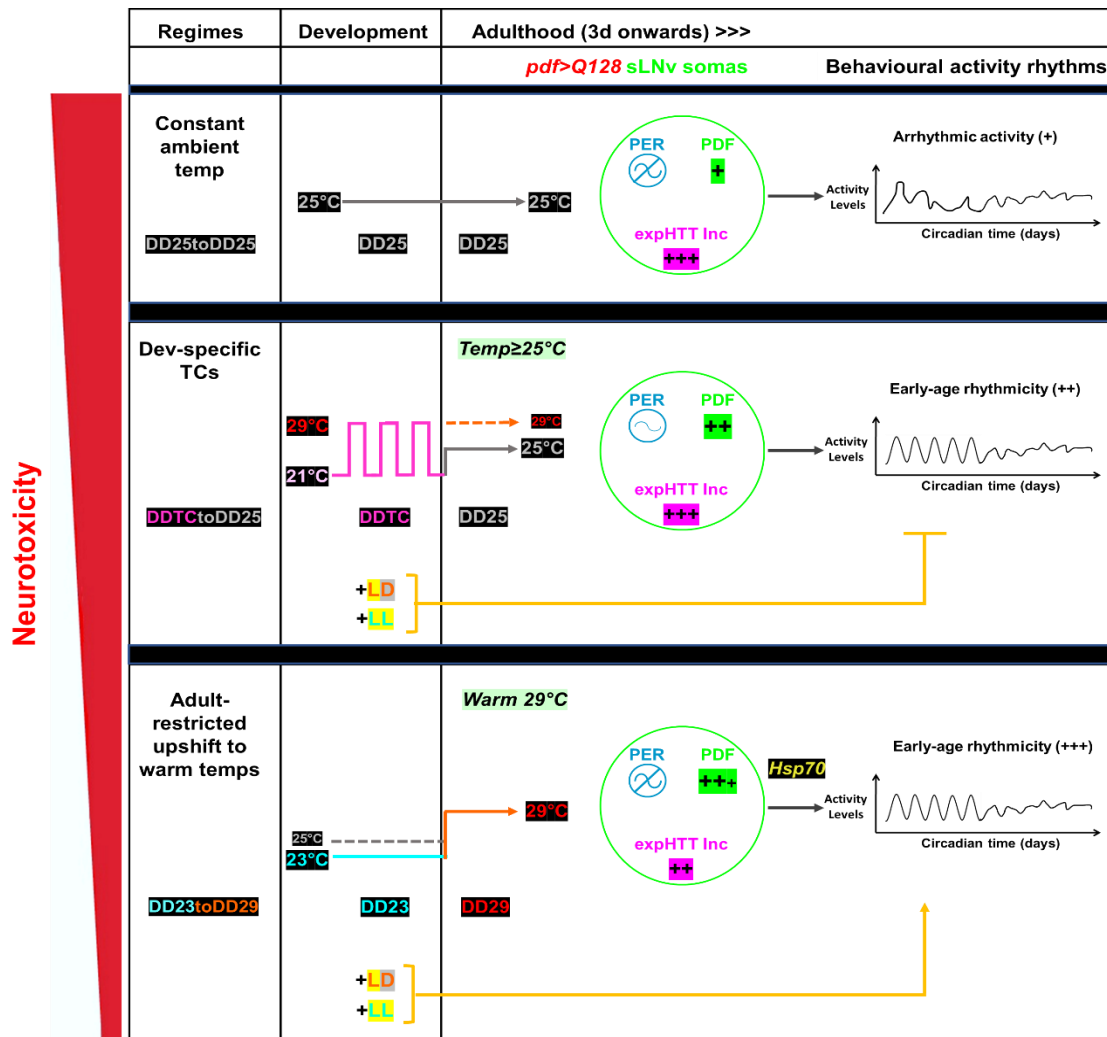 Regimes Development Adulthood (3d onwards) >>>
pdf>Q128 sLNv somas Behavioural activity rhythms
Neurotoxicity
Constant
ambient
temp
DD25toDD25
25°C
DD25
25°C
DD25
PER PDF
+
expHTT Inc
+++
Arrhythmic activity (+)
Activity
Levels
Circadian time (days)
Dev-specific
TCs
DDTCtoDD25
29°C
21°C
DDTC
+LD
+LL
Temp≥25°C
29°C
25°C
DD25
PER PDF
++
expHTT Inc
+++
Early-age rhythmicity (++)
Activity
Levels
Circadian time (days)
Adult-
restricted
upshift to
warm temps
DD23toDD29
25°C
23°C
DD23
+LD
+LL
Warm 29°C
29°C
DD29
PER PDF
+++
expHTT Inc
++
Hsp70
Early-age rhythmicity (+++)
Activity
Levels
Circadian time (days)